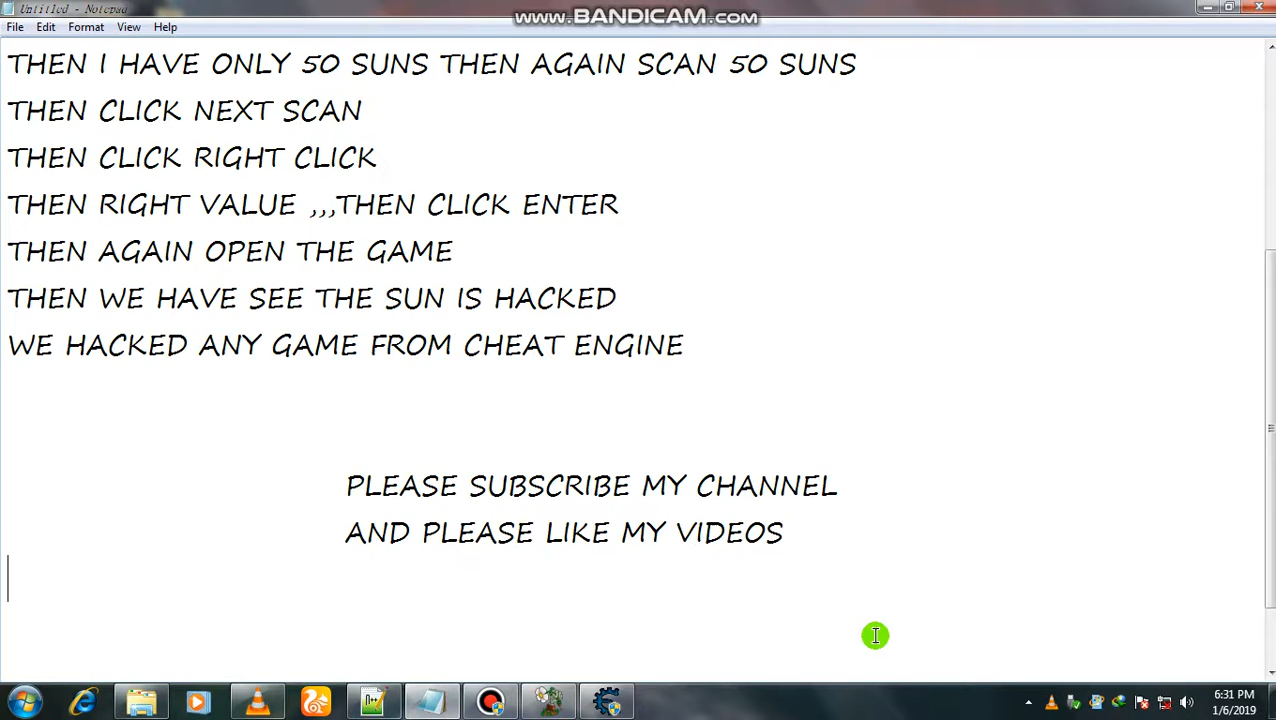 Untitled - Notepad
WWW.BANDICAM.COM
File Edit Format View Help
THEN I HAVE ONLY 50 SUNS THEN AGAIN SCAN 50 SUNS
THEN CLICK NEXT SCAN
THEN CLICK RIGHT CLICK
THEN RIGHT VALUE ,,,THEN CLICK ENTER
THEN AGAIN OPEN THE GAME
THEN WE HAVE SEE THE SUN IS HACKED
WE HACKED ANY GAME FROM CHEAT ENGINE
PLEASE SUBSCRIBE MY CHANNEL
AND PLEASE LIKE MY VIDEOS
6:31 PM
1/6/2019